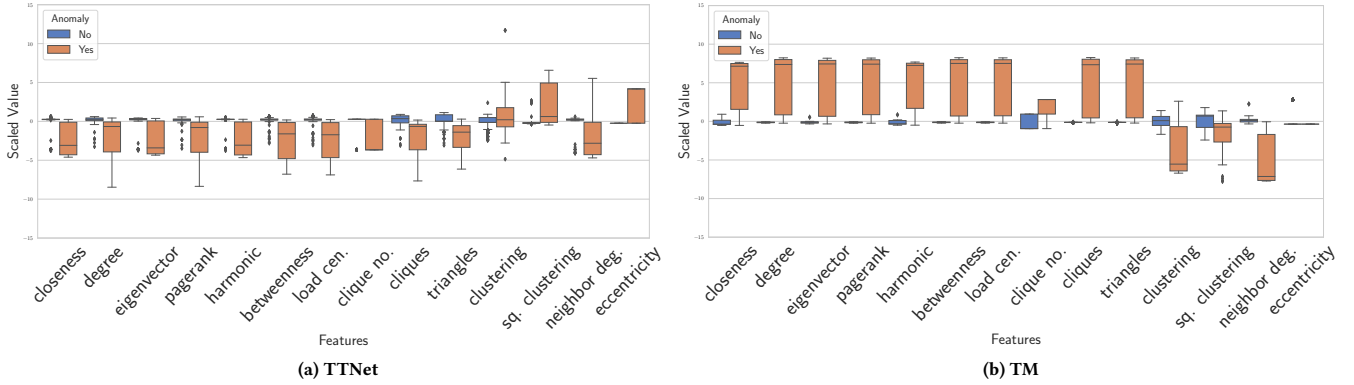 Anomaly
No
Yes
15
10
5
0
−5
−10
−15
Scaled Value
closeness
degree
eigenvector
pagerank
harmonic
betweenness
load cen.
clique no.
cliques
triangles
clustering
sq. clustering
neighbor deg.
eccentricity
Features
(a) TTNet
Anomaly
No
Yes
15
10
5
0
−5
−10
−15
Scaled Value
closeness
degree
eigenvector
pagerank
harmonic
betweenness
load cen.
clique no.
cliques
triangles
clustering
sq. clustering
neighbor deg.
eccentricity
Features
(b) TM